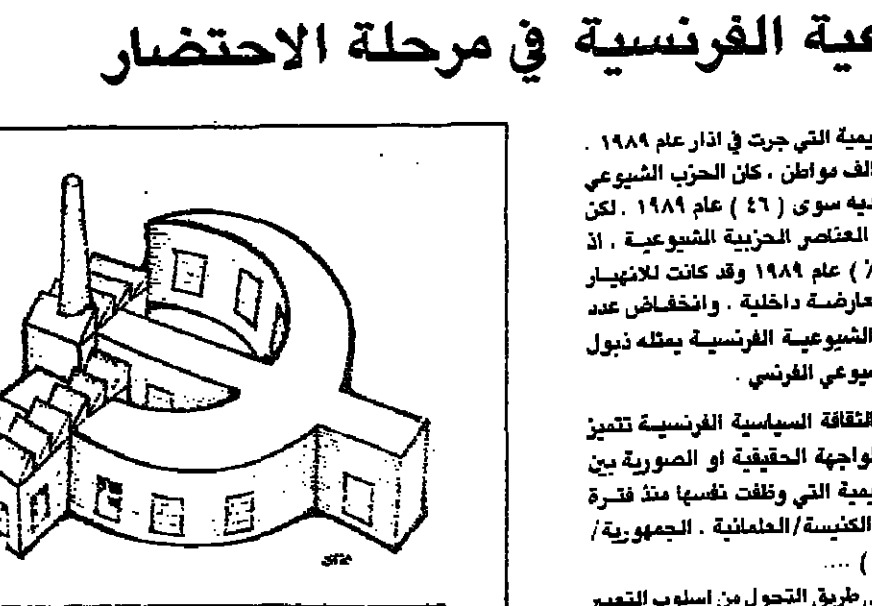 عية الفرنسية في مرحلة الاحتضار
يمية التي جرت في اذار عام ١٩٨٩ .
الف مواطن ، كان الحزب الشيوعي
ديه سوى ( ٤٦ ) عام ١٩٨٩ . لكن
العناصر الحزبية الشيوعية ، اذ
٪ ) عام ١٩٨٩ وقد كانت للانهيار
عارضة داخلية . وانخفاض عدد
الشيوعية الفرنسية يمثله ذبول
شيوعي الفرنسي .
الثقافة السياسية الفرنسية تتميز
لواجهة الحقيقية او الصورية بين
يمية التي وظفت نفسها منذ فترة
الكنيسة/العلمانية . الجمهورية/
) ....
طريق التحول من اسلوب التعبير